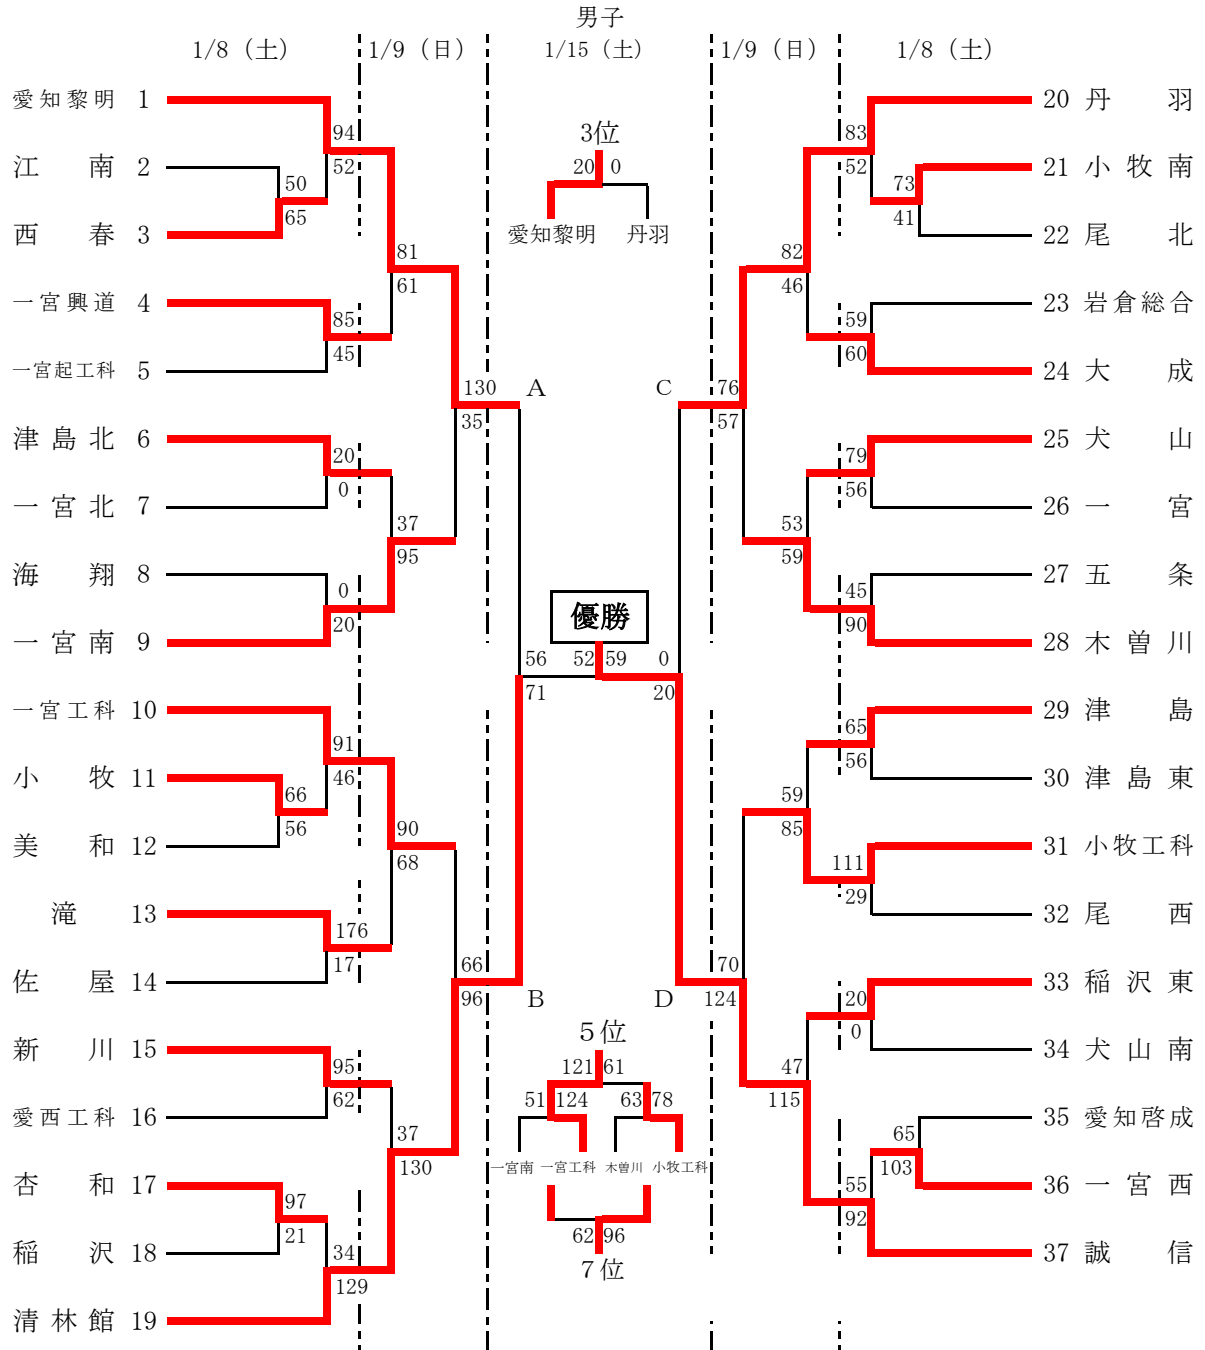 男子
1/8（土）
1/9（日）
1/15（土）
1/9（日）
1/8（土）
愛知黎明 1
江南 2
西春 3
一宮興道 4
一宮起工科 5
津島北 6
一宮北 7
海翔 8
一宮南 9
一宮工科 10
小牧 11
美和 12
滝 13
佐屋 14
新川 15
愛西工科 16
杏和 17
稲沢 18
清林館 19
94
52
50
65
81
61
85
45
130
35
20
0
37
95
0
20
91
46
66
56
90
68
176
17
66
96
95
62
37
130
97
21
34
129
3位
20 0
愛知黎明 丹羽
A
C
優勝
56 52 59 0
71 20
B
D
5位
121 61
51 124 63 78
一宮南 一宮工科 木曽川 小牧工科
62 96
7位
83
52
73
41
82
46
59
60
76
57
79
56
53
59
45
90
65
56
59
85
111
29
70
124
20
0
47
115
65
103
55
92
20 丹羽
21 小牧南
22 尾北
23 岩倉総合
24 大成
25 犬山
26 一宮
27 五条
28 木曽川
29 津島
30 津島東
31 小牧工科
32 尾西
33 稲沢東
34 犬山南
35 愛知啓成
36 一宮西
37 誠信